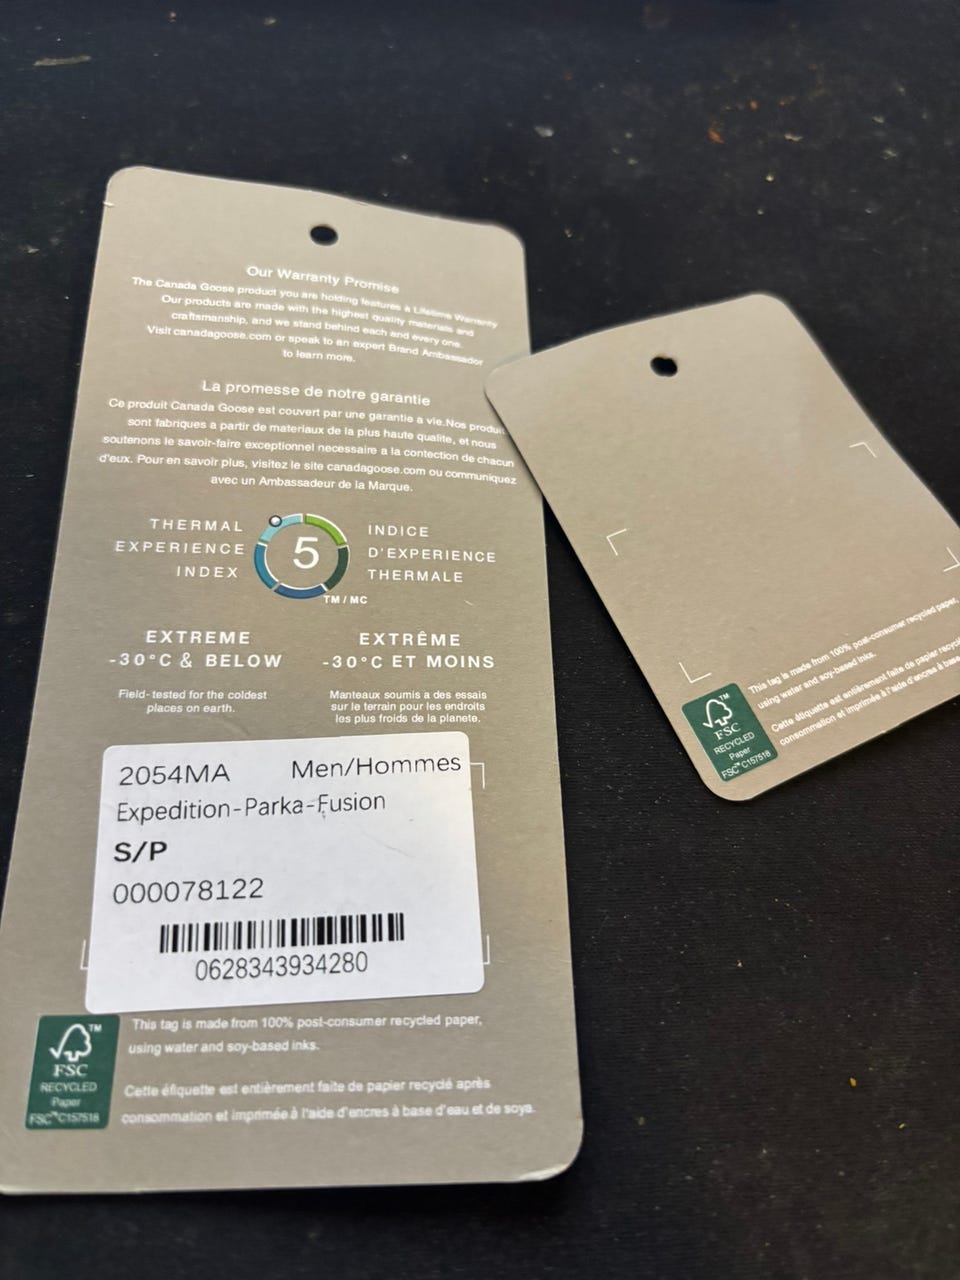 Our Warranty Promise
The Canada Goose product you are holding features a Lifetime Warranty
Our products are made with the highest quality materials and
craftsmanship, and we stand behind each and every one.
Visit canadagoose.com or speak to an expert Brand Ambassador
to learn more.
La promesse de notre garantie
Ce produit Canada Goose est couvert par une garantie a vie.Nos produit
sont fabriques a partir de materiaux de la plus haute qualite, et nous
soutenons le savoir-faire exceptionnel necessaire a la contection de chacun
d'eux. Pour en savoir plus, visitez le site canadagoose.com ou communiquez
avec un Ambassadeur de la Marque.
THERMAL
EXPERIENCE
INDEX
5
TM / MC
INDICE
D'EXPERIENCE
THERMALE
EXTREME
-30°C & BELOW
Field-tested for the coldest
places on earth.
EXTRÊME
-30°C ET MOINS
Manteaux soumis a des essais
sur le terrain pour les endroits
les plus froids de la planete.
2054MA Men/Hommes
Expedition-Parka-Fusion
S/P
000078122
0628343934280
TM
FSC
RECYCLED
Paper
FSC™ C157518
This tag is made from 100% post-consumer recycled paper,
using water and soy-based inks.
Cette éfiquette est entièrement faite de papier recyclé après
consommation et imprimée à l'aide d'encres à base d'eau et de soya.
This tag is made from 100% post-consumer recycled paper,
using water and soy-based inks.
Cette étiquette est entièrement faite de papier recyclé
consommation et imprimée à l'aide d'encres à base
TM
FSC
RECYCLED
Paper
FSC™ C157518